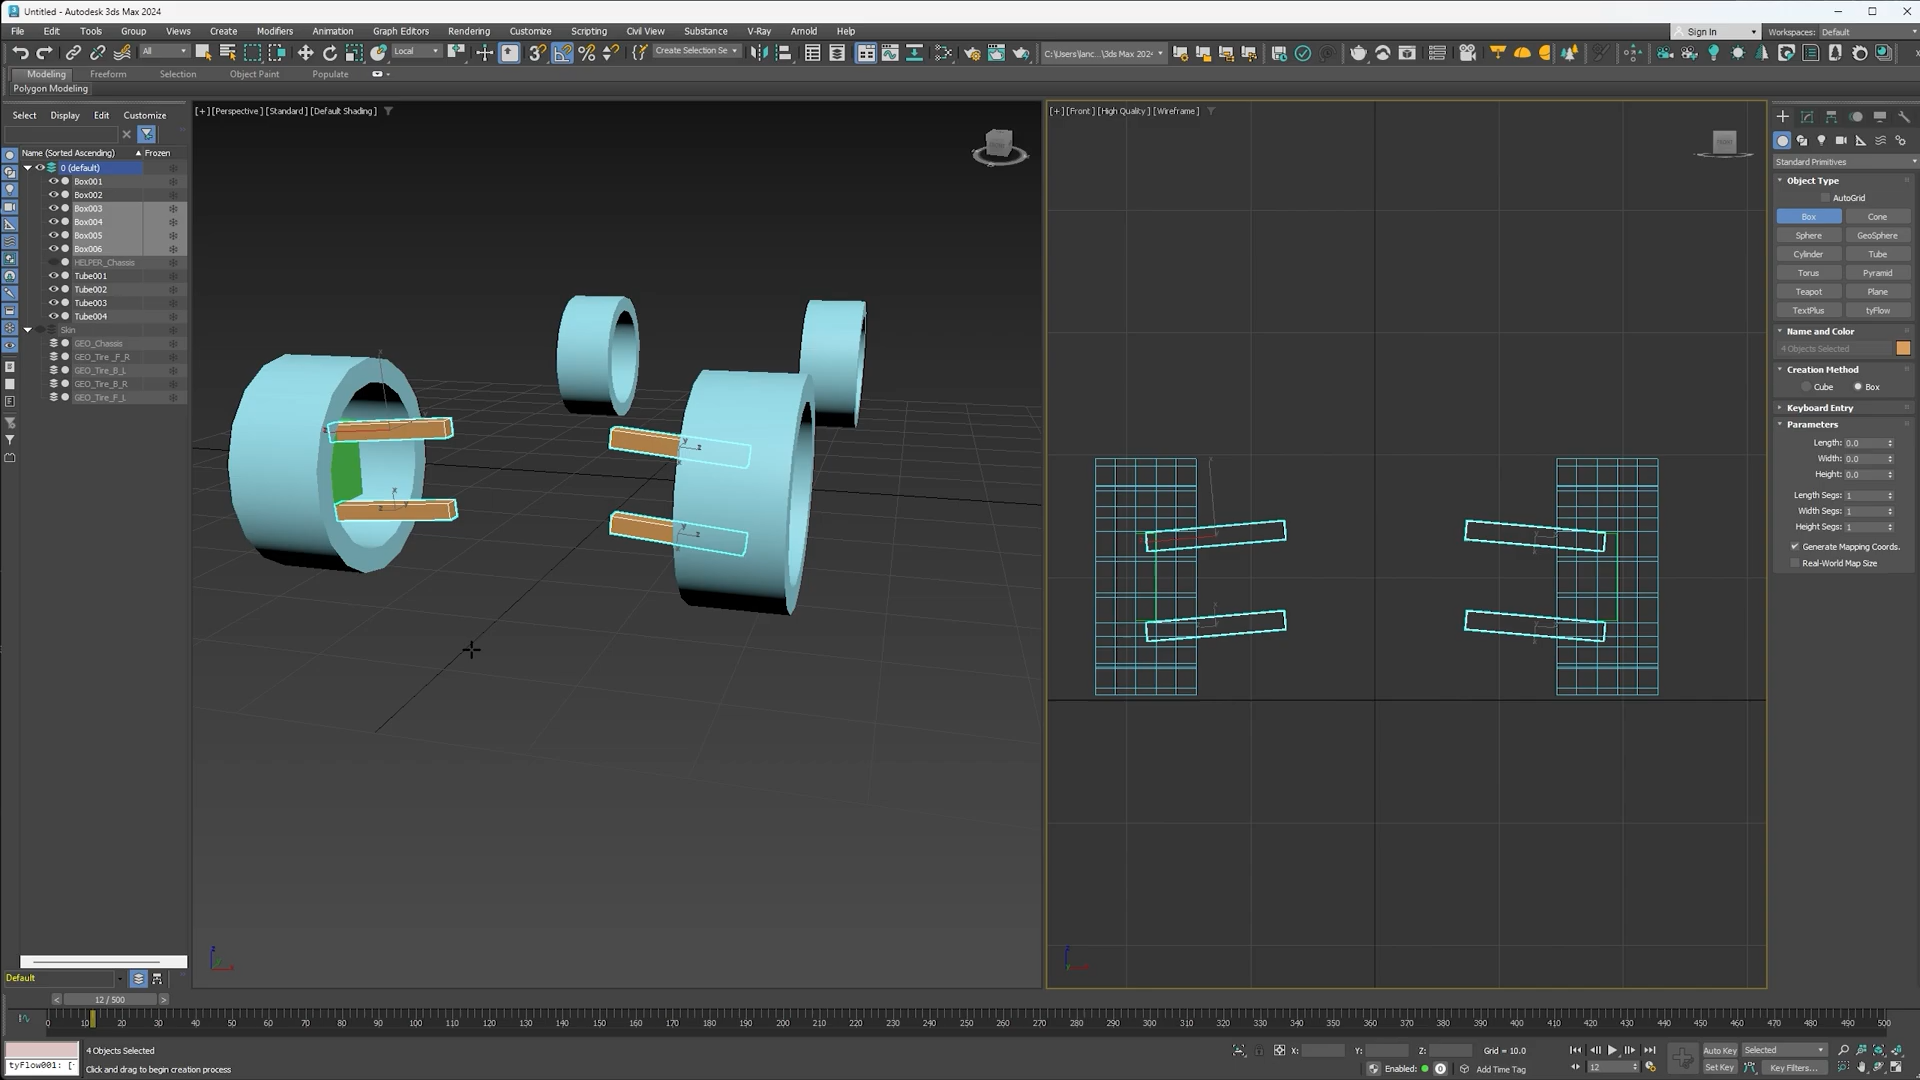 Untitled - Autodesk 3ds Max 2024
File Edit Tools Group Views Create Modifiers Animation Graph Editors Rendering Customize Scripting Civil View Substance V-Ray Arnold Help
Sign In Workspaces: Default
All Local Create Selection Se
Modeling Freeform Selection Object Paint Populate
Polygon Modeling
Select Display Edit Customize
Name (Sorted Ascending) Frozen
0 (default)
Box001
Box002
Box003
Box004
Box005
Box006
HELPER_Chassis
Tube001
Tube002
Tube003
Tube004
Skin
GEO_Chassis
GEO_Tire _F_R
GEO_Tire_B_L
GEO_Tire_B_R
GEO_Tire_F_L
[+] [Perspective ] [Standard ] [Default Shading ]
[+] [Front ] [High Quality ] [Wireframe ]
Standard Primitives
Object Type
AutoGrid
Box Cone
Sphere GeoSphere
Cylinder Tube
Torus Pyramid
Teapot Plane
TextPlus tyFlow
Name and Color
4 Objects Selected
Creation Method
Cube Box
Keyboard Entry
Parameters
Length: 0.0
Width: 0.0
Height: 0.0
Length Segs: 1
Width Segs: 1
Height Segs: 1
Generate Mapping Coords.
Real-World Map Size
Default
< 12 / 500 >
0 10 20 30 40 50 60 70 80 90 100 110 120 130 140 150 160 170 180 190 200 210 220 230 240 250 260 270 280 290 300 310 320 330 340 350 360 370 380 390 400 410 420 430 440 450 460 470 480 490 500
4 Objects Selected
X: Y: Z: Grid = 10.0
Auto Key Selected
tyFlow001: [
Click and drag to begin creation process
Enabled: Add Time Tag
12
Set Key Key Filters...